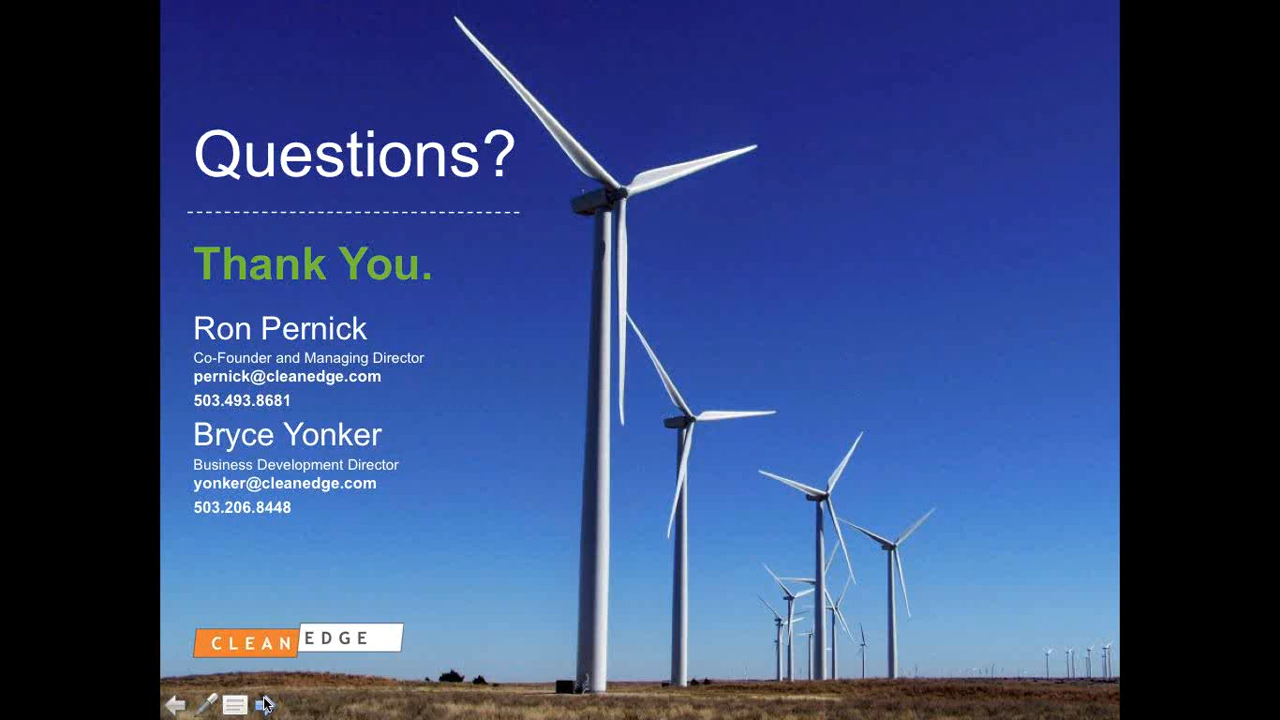 Questions?
Thank You.
Ron Pernick
Co-Founder and Managing Director
pernick@cleanedge.com
503.493.8681
Bryce Yonker
Business Development Director
yonker@cleanedge.com
503.206.8448
CLEAN EDGE